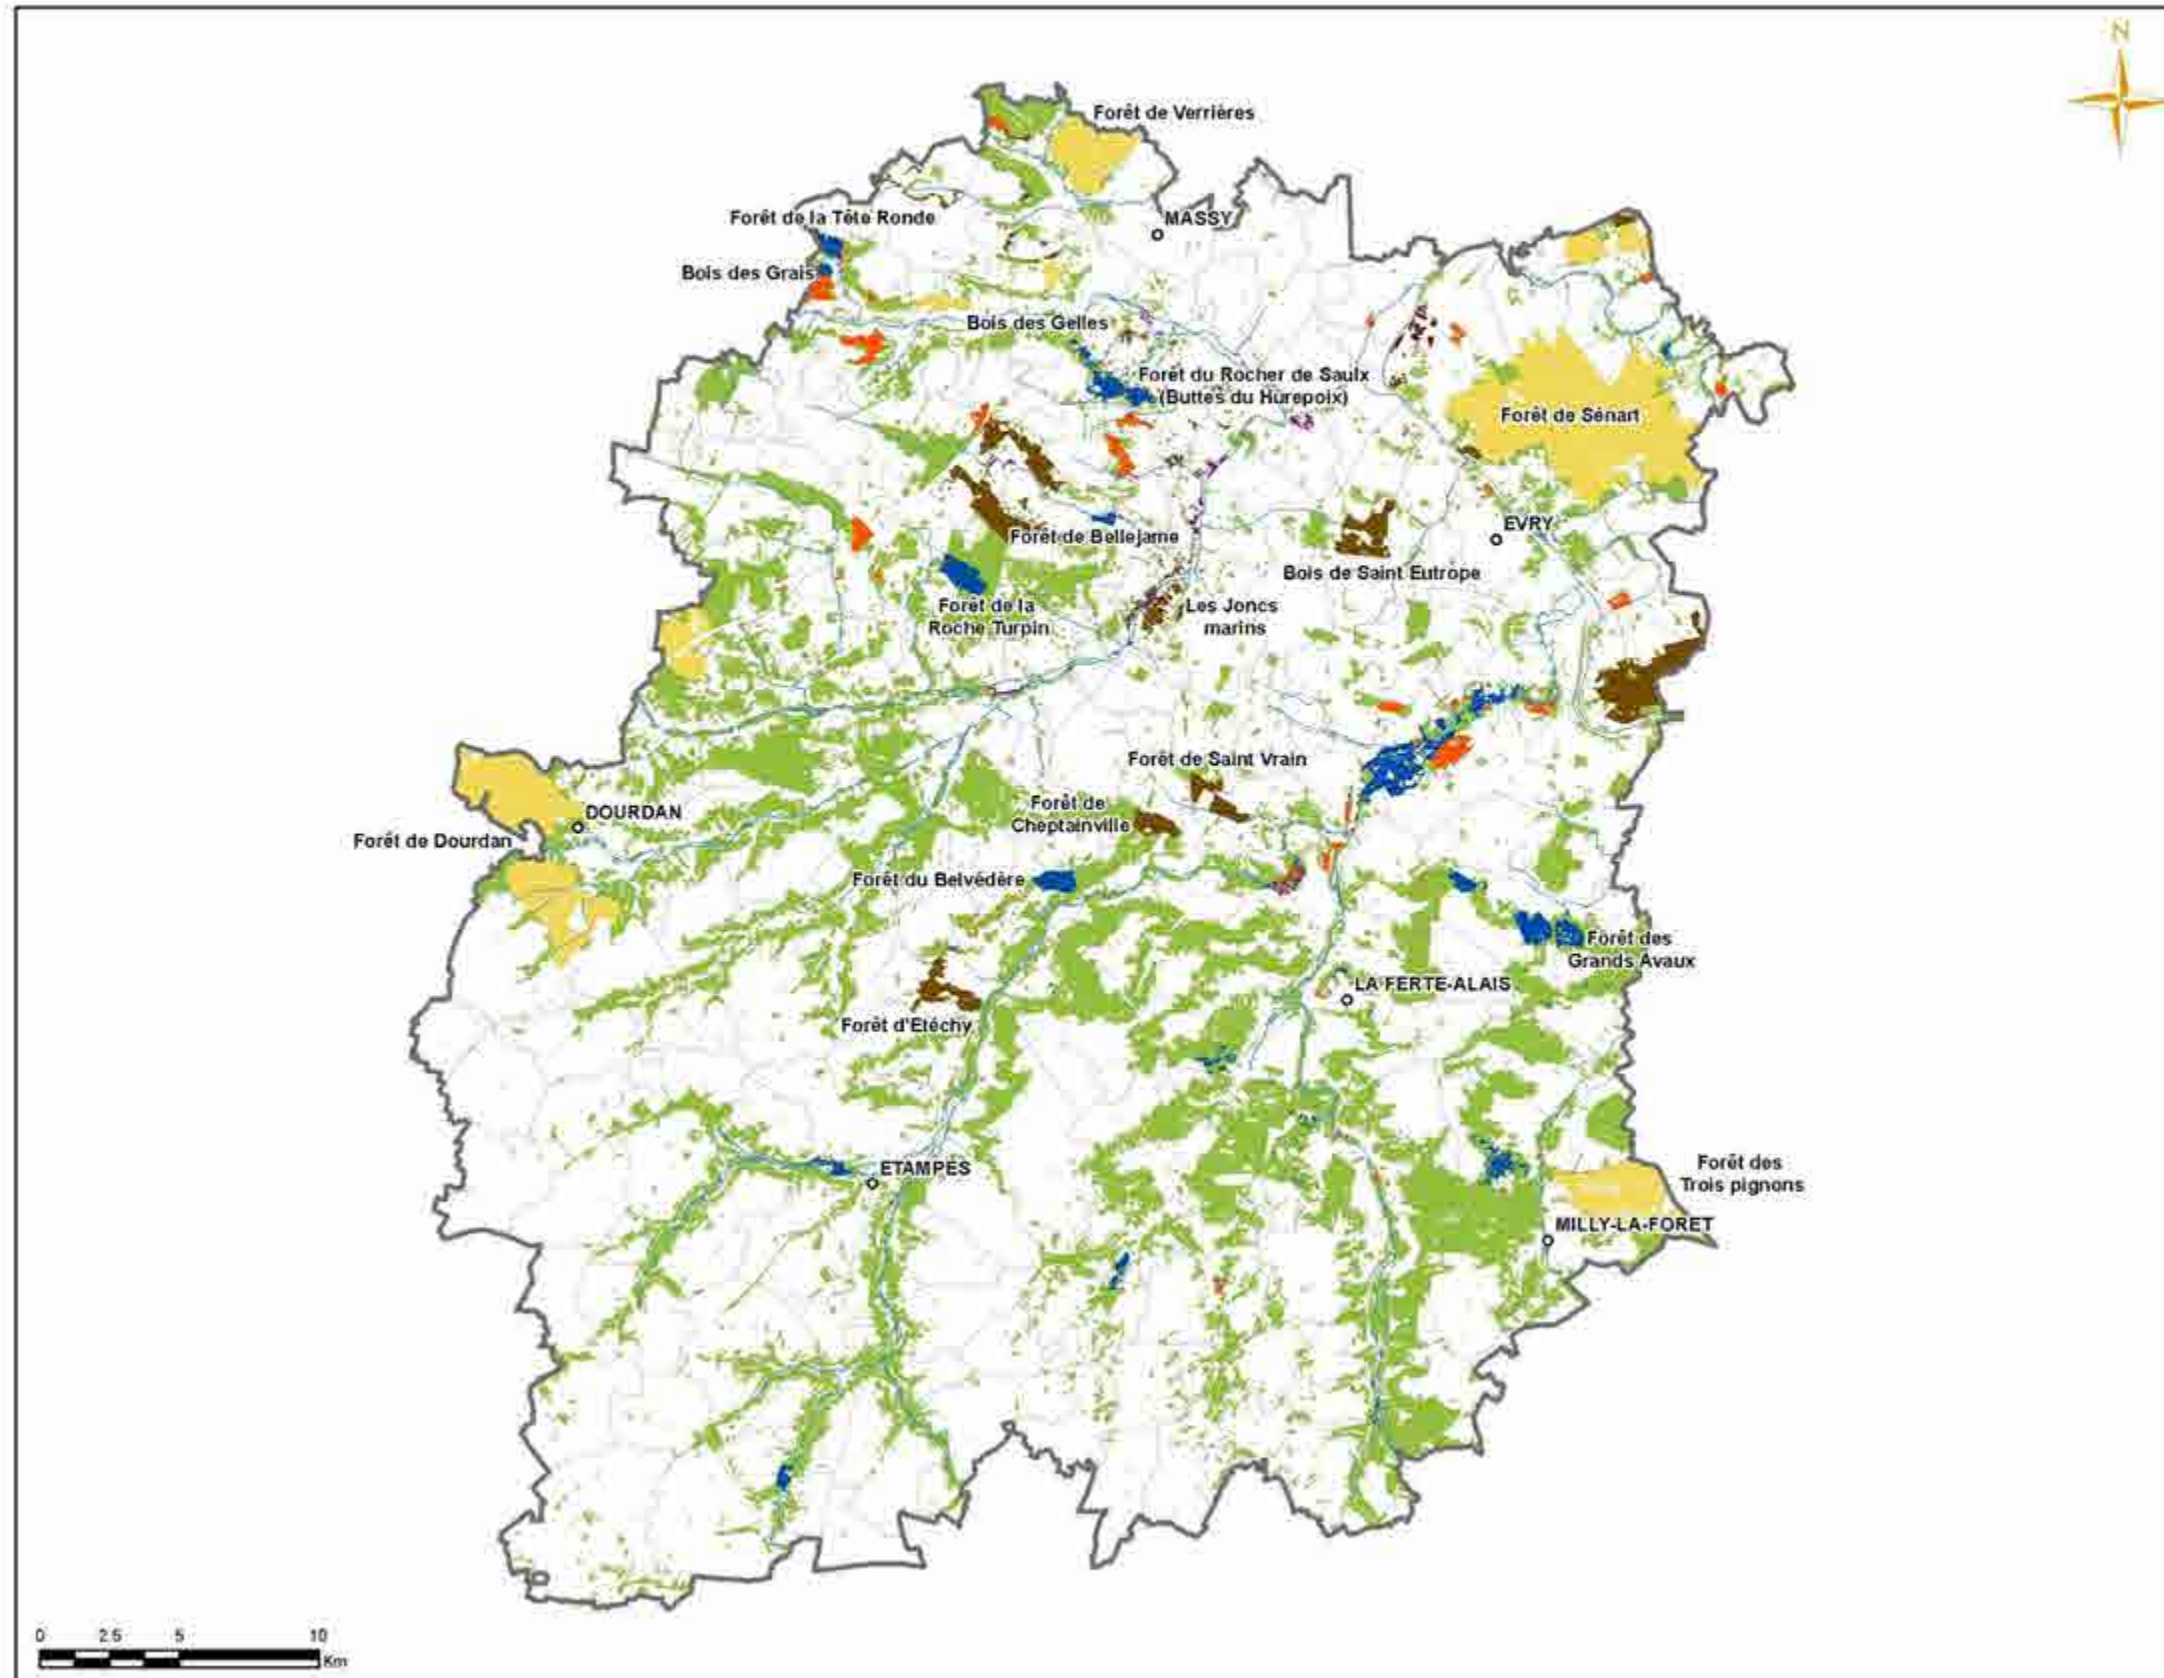 N
Forêt de Verrières
Forêt de la Tête Ronde
MASSY
Bois des Grais
Bois des Gelles
Forêt du Rocher de Saulx
(Buttes du Hurepoix)
Forêt de Sénart
EVRY
Forêt de Bellejame
Bois de Saint Eutrope
Forêt de la
Roche Turpin
Les Joncs
marins
Forêt de Saint Vrain
DOURDAN
Forêt de
Cheptainville
Forêt de Dourdan
Forêt du Belvédère
Forêt des
Grands Avaux
LA FERTE-ALAIS
Forêt d'Etéchy
ETAMPES
Forêt des
Trois pignons
MILLY-LA-FORET
0 2.5 5 10
Km